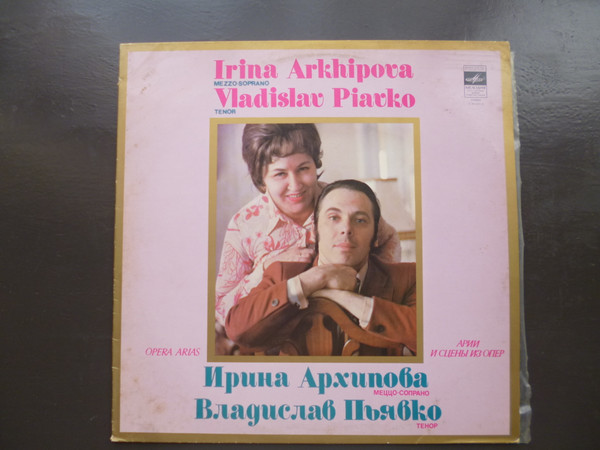 Irina Arkhipova
MEZZO-SOPRANO
Vladislav Piavko
TENOR
OPERA ARIAS
АРИИ
И СЦЕНЫ ИЗ ОПЕР
Ирина Архипова
МЕЦЦО-СОПРАНО
Владислав Пьявко
ТЕНОР